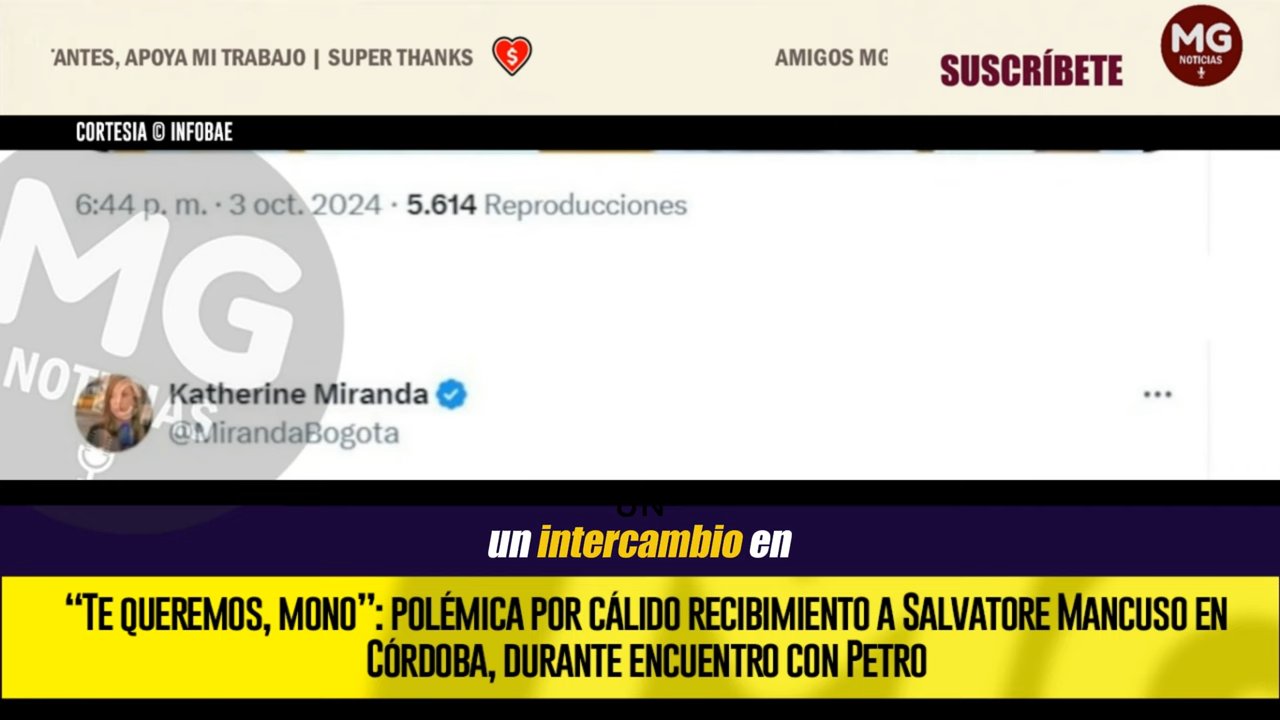 TANTES, APOYA MI TRABAJO | SUPER THANKS
AMIGOS MG
SUSCRÍBETE
MG
NOTICIAS
CORTESIA © INFOBAE
6:44 p. m. · 3 oct. 2024 · 5.614 Reproducciones
MG
NOTICIAS
Katherine Miranda
@MirandaBogota
UN
un intercambio en
“TE QUEREMOS, MONO”: POLÉMICA POR CÁLIDO RECIBIMIENTO A SALVATORE MANCUSO EN
CÓRDOBA, DURANTE ENCUENTRO CON PETRO